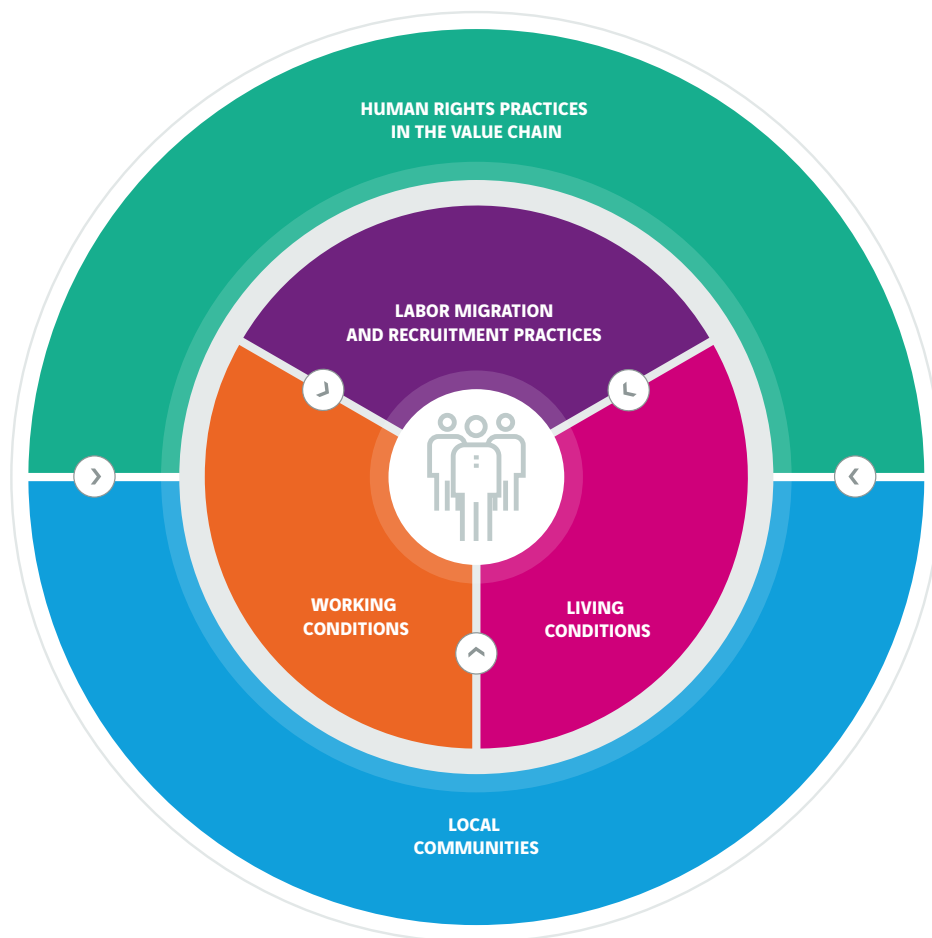 HUMAN RIGHTS PRACTICES
IN THE VALUE CHAIN
LABOR MIGRATION
AND RECRUITMENT PRACTICES
WORKING
CONDITIONS
LIVING
CONDITIONS
LOCAL
COMMUNITIES